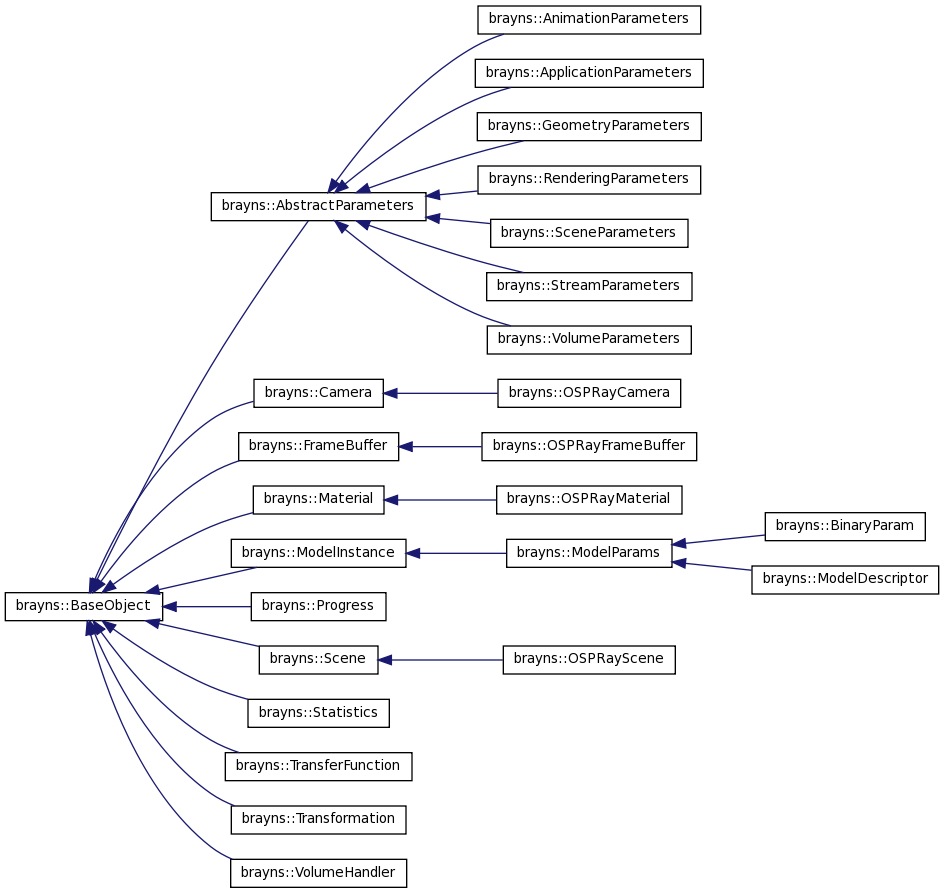 brayns::AnimationParameters
brayns::ApplicationParameters
brayns::GeometryParameters
brayns::RenderingParameters
brayns::AbstractParameters
brayns::SceneParameters
brayns::StreamParameters
brayns::VolumeParameters
brayns::Camera
brayns::OSPRayCamera
brayns::FrameBuffer
brayns::OSPRayFrameBuffer
brayns::Material
brayns::OSPRayMaterial
brayns::BinaryParam
brayns::ModelInstance
brayns::ModelParams
brayns::ModelDescriptor
brayns::BaseObject
brayns::Progress
brayns::Scene
brayns::OSPRayScene
brayns::Statistics
brayns::TransferFunction
brayns::Transformation
brayns::VolumeHandler